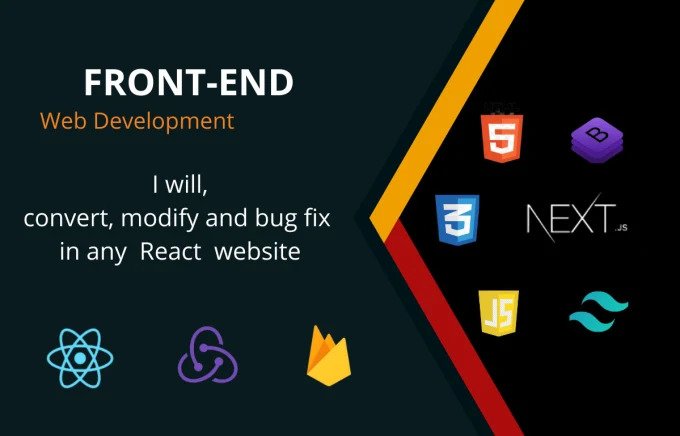 FRONT-END
Web Development
I will,
convert, modify and bug fix
in any React website
5
B
3
NEXT.JS
JS